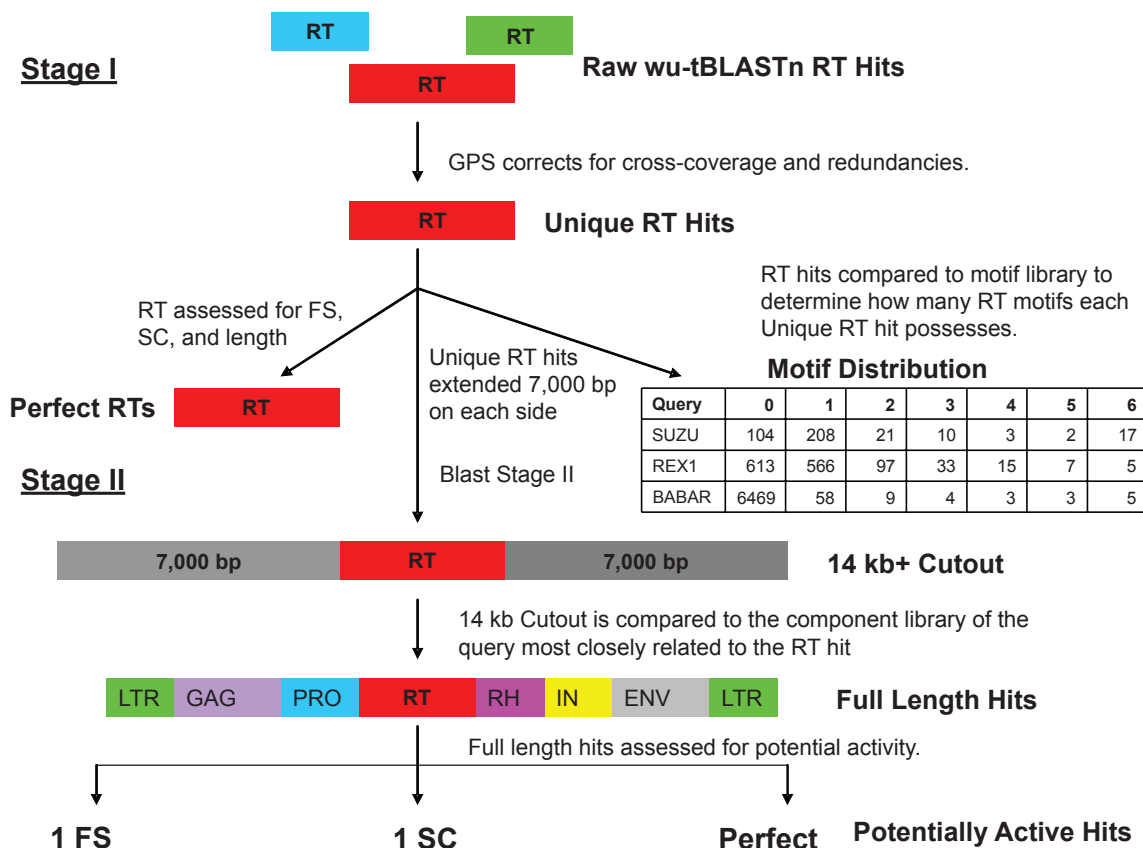 RT
RT
Stage I
Raw wu-tBLASTn RT Hits
RT
GPS corrects for cross-coverage and redundancies.
RT
Unique RT Hits
RT hits compared to motif library to
determine how many RT motifs each
Unique RT hit possesses.
RT assessed for FS,
SC, and length
Unique RT hits
extended 7,000 bp
on each side
Motif Distribution
Perfect RTs
RT
Query 0 1 2 3 4 5 6
SUZU 104 208 21 10 3 2 17
REX1 613 566 97 33 15 7 5
BABAR 6469 58 9 4 3 3 5
Stage II
Blast Stage II
7,000 bp RT 7,000 bp
14 kb+ Cutout
14 kb Cutout is compared to the component library of the
query most closely related to the RT hit
LTR GAG PRO RT RH IN ENV LTR
Full Length Hits
Full length hits assessed for potential activity.
1 FS
1 SC
Perfect
Potentially Active Hits